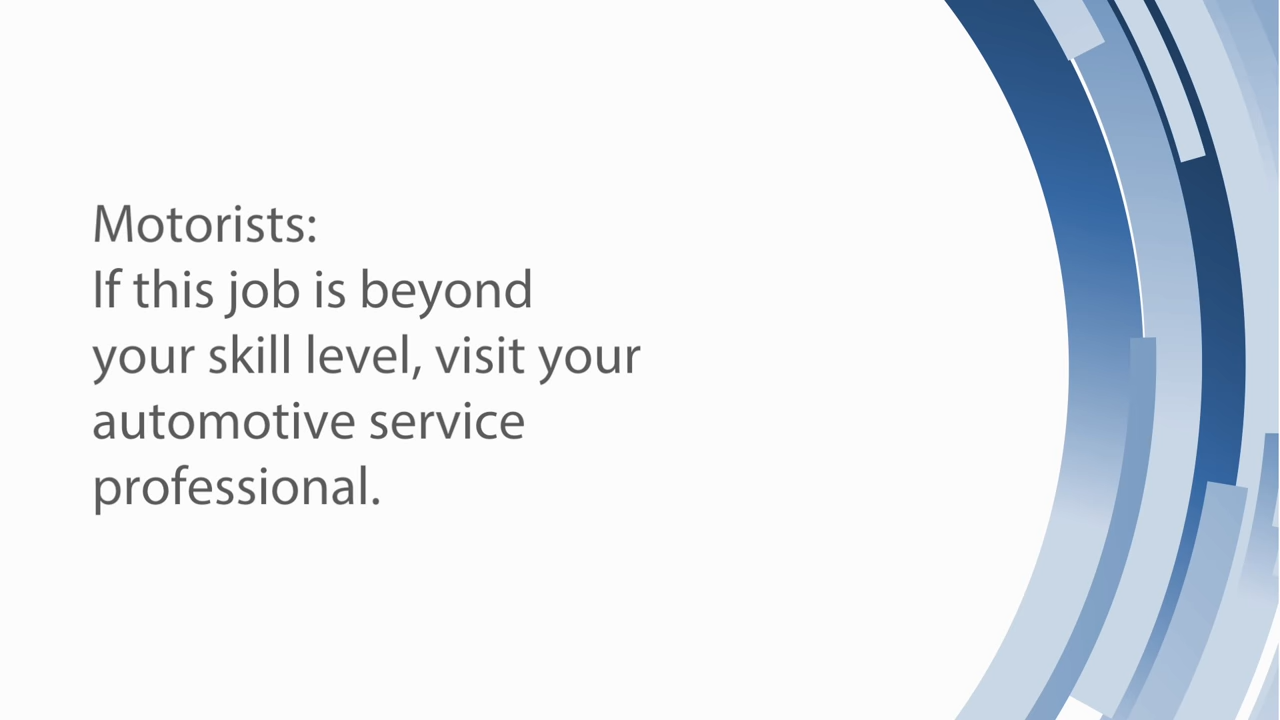 Motorists:
If this job is beyond
your skill level, visit your
automotive service
professional.